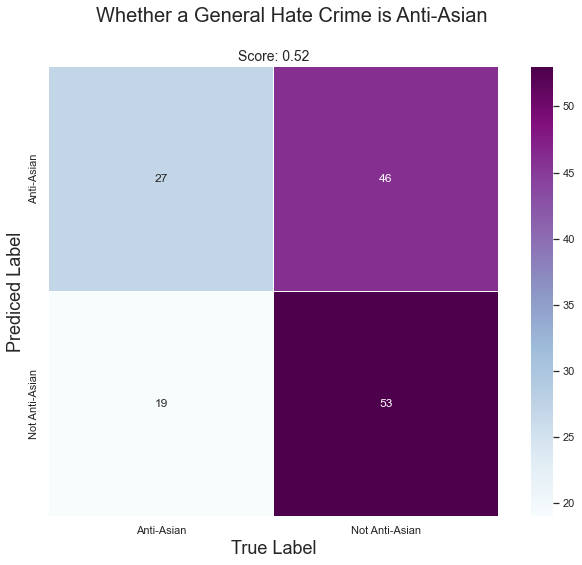 Whether a General Hate Crime is Anti-Asian
Score: 0.52
Prediced Label
Anti-Asian
Not Anti-Asian
27
46
19
53
Anti-Asian
Not Anti-Asian
True Label
50
45
40
35
30
25
20